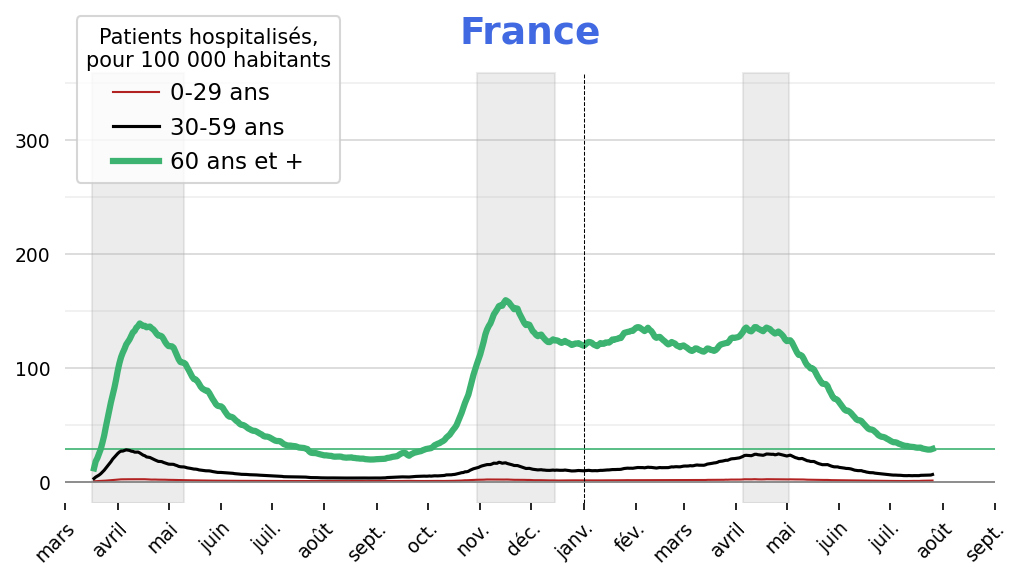 France
Patients hospitalisés,
pour 100 000 habitants
0-29 ans
30-59 ans
60 ans et +
300
200
100
0
mars
avril
mai
juin
juil.
août
sept.
oct.
nov.
déc.
janv.
fév.
mars
avril
mai
juin
juil.
août
sept.